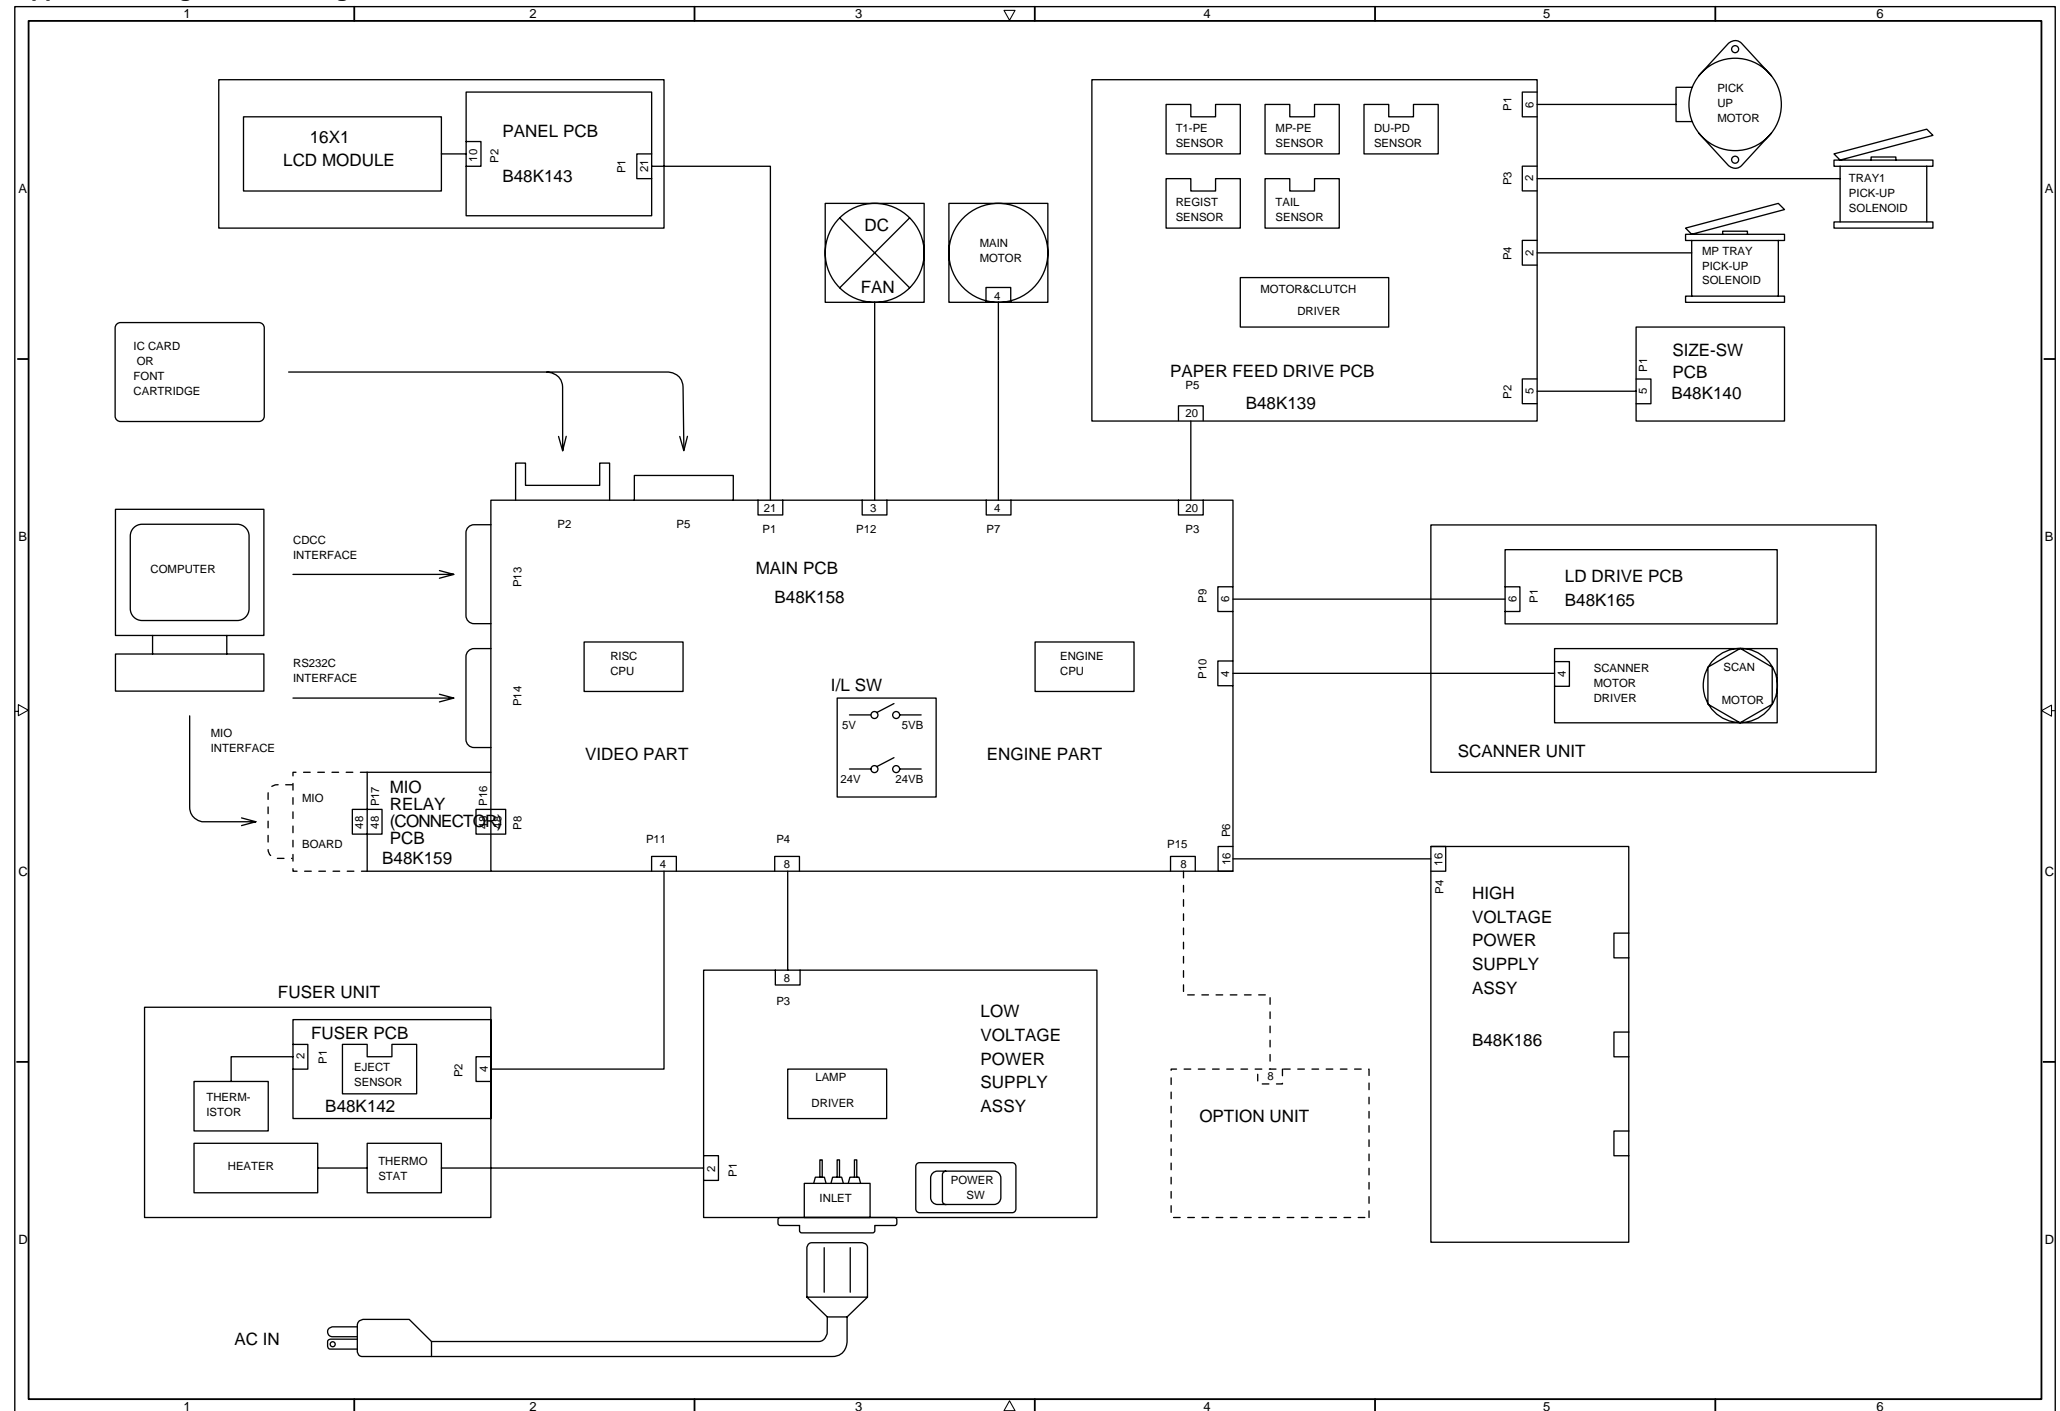 1
2
3
4
5
6
A
B
C
D
16X1
LCD MODULE
10
P2
PANEL PCB
B48K143
P1
21
DC
FAN
MAIN
MOTOR
4
T1-PE
SENSOR
MP-PE
SENSOR
DU-PD
SENSOR
REGIST
SENSOR
TAIL
SENSOR
MOTOR&CLUTCH
DRIVER
PAPER FEED DRIVE PCB
B48K139
P5
20
P1
6
P3
2
P4
2
P2
5
PICK
UP
MOTOR
TRAY1
PICK-UP
SOLENOID
MP TRAY
PICK-UP
SOLENOID
P1
5
SIZE-SW
PCB
B48K140
IC CARD
OR
FONT
CARTRIDGE
COMPUTER
CDCC
INTERFACE
RS232C
INTERFACE
MIO
INTERFACE
P2
P5
21
P1
3
P12
4
P7
20
P3
P13
P14
MAIN PCB
B48K158
RISC
CPU
ENGINE
CPU
I/L SW
5V
5VB
24V
24VB
VIDEO PART
ENGINE PART
P9
6
P10
4
P6
16
P11
4
P4
8
P15
8
MIO
BOARD
48
48
P17
MIO
RELAY
(CONNECTOR)
PCB
B48K159
P16
P8
6
P1
LD DRIVE PCB
B48K165
4
SCANNER
MOTOR
DRIVER
SCAN
MOTOR
SCANNER UNIT
16
P4
HIGH
VOLTAGE
POWER
SUPPLY
ASSY
B48K186
FUSER UNIT
FUSER PCB
2
P1
EJECT
SENSOR
P2
4
B48K142
THERM-
ISTOR
HEATER
THERMO
STAT
8
P3
LOW
VOLTAGE
POWER
SUPPLY
ASSY
LAMP
DRIVER
2
P1
INLET
POWER
SW
8
OPTION UNIT
AC IN
A
B
C
D
1
2
3
4
5
6